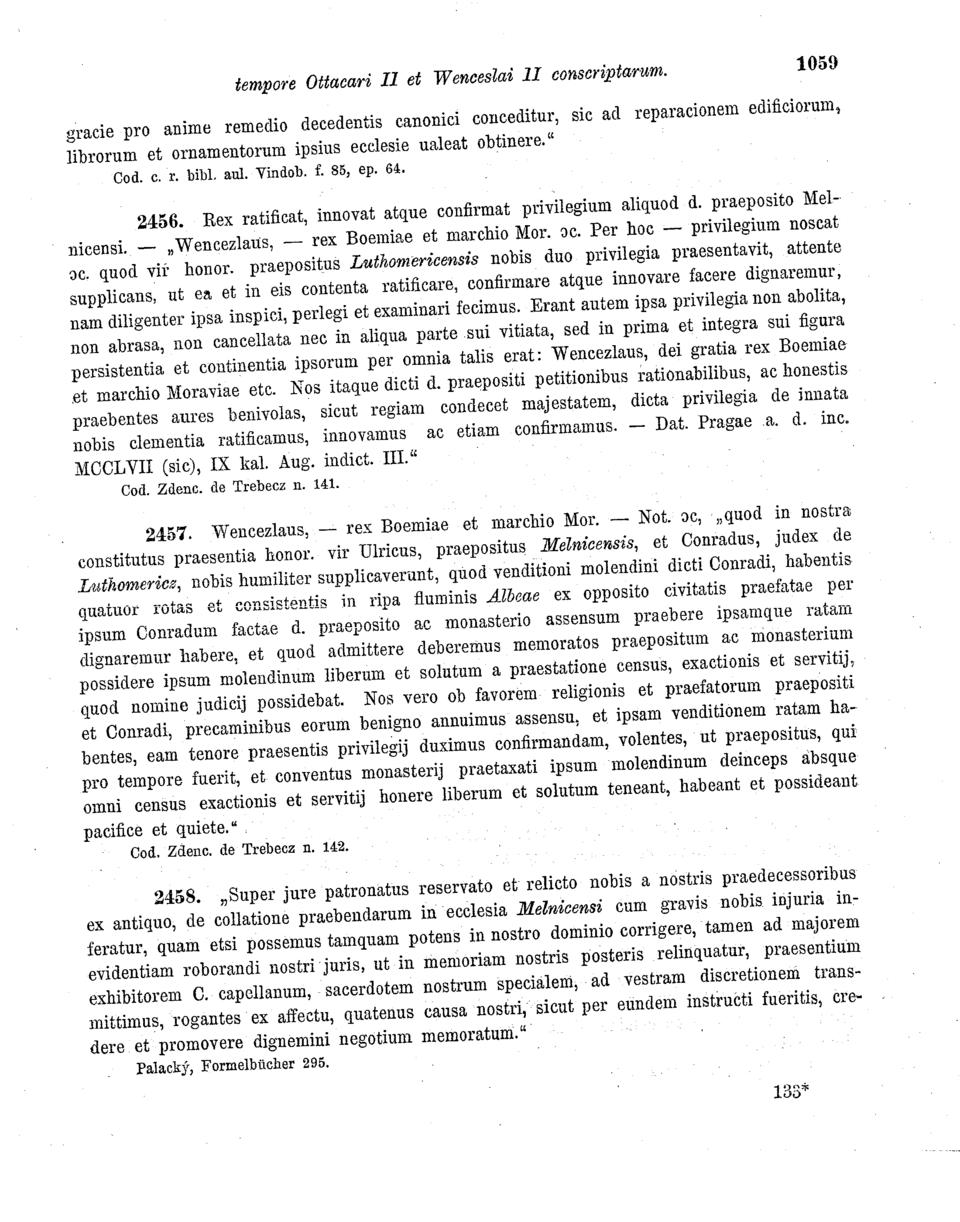 tempore Ottacari II et Wenceslai II conscriptarum. 1059
gracie pro anime remedio decedentis canonici conceditur, sic ad reparacionem edificiorum,
librorum et ornamentorum ipsius ecclesie ualeat obtinere.“
Cod. c. r. bibl. aul. Vindob. f. 85, ep. 64.
2456. Rex ratificat, innovat atque confirmat privilegium aliquod d. praeposito Mel-
nicensi. — „Wencezlaus, — rex Boemiae et marchio Mor. ɔc. Per hoc — privilegium noscat
ɔc. quod vir honor. praepositus Luthomericensis nobis duo privilegia praesentavit, attente
supplicans, ut ea et in eis contenta ratificare, confirmare atque innovare facere dignaremur,
nam diligenter ipsa inspici, perlegi et examinari fecimus. Erant autem ipsa privilegia non abolita,
non abrasa, non cancellata nec in aliqua parte sui vitiata, sed in prima et integra sui figura
persistentia et continentia ipsorum per omnia talis erat: Wencezlaus, dei gratia rex Boemiae
et marchio Moraviae etc. Nos itaque dicti d. praepositi petitionibus rationabilibus, ac honestis
praebentes aures benivolas, sicut regiam condecet majestatem, dicta privilegia de innata
nobis clementia ratificamus, innovamus ac etiam confirmamus. — Dat. Pragae a. d. inc.
MCCLVII (sic), IX kal. Aug. indict. III.“
Cod. Zdenc. de Trebecz n. 141.
2457. Wencezlaus, — rex Boemiae et marchio Mor. — Not. ɔc, „quod in nostra
constitutus praesentia honor. vir Ulricus, praepositus Melnicensis, et Conradus, judex de
Luthomericz, nobis humiliter supplicaverunt, quod venditioni molendini dicti Conradi, habentis
quatuor rotas et consistentis in ripa fluminis Albeae ex opposito civitatis praefatae per
ipsum Conradum factae d. praeposito ac monasterio assensum praebere ipsamque ratam
dignaremur habere, et quod admittere deberemus memoratos praepositum ac monasterium
possidere ipsum molendinum liberum et solutum a praestatione census, exactionis et servitij,
quod nomine judicij possidebat. Nos vero ob favorem religionis et praefatorum praepositi
et Conradi, precaminibus eorum benigno annuimus assensu, et ipsam venditionem ratam ha-
bentes, eam tenore praesentis privilegij duximus confirmandam, volentes, ut praepositus, qui
pro tempore fuerit, et conventus monasterij praetaxati ipsum molendinum deinceps absque
omni census exactionis et servitij honere liberum et solutum teneant, habeant et possideant
pacifice et quiete.“
Cod. Zdenc. de Trebecz n. 142.
2458. „Super jure patronatus reservato et relicto nobis a nostris praedecessoribus
ex antiquo, de collatione praebendarum in ecclesia Melnicensi cum gravis nobis injuria in-
feratur, quam etsi possemus tamquam potens in nostro dominio corrigere, tamen ad majorem
evidentiam roborandi nostri juris, ut in memoriam nostris posteris relinquatur, praesentium
exhibitorem C. capellanum, sacerdotem nostrum specialem, ad vestram discretionem trans-
mittimus, rogantes ex affectu, quatenus causa nostri, sicut per eundem instructi fueritis, cre-
dere et promovere dignemini negotium memoratum.“
Palacký, Formelbücher 295.
133*